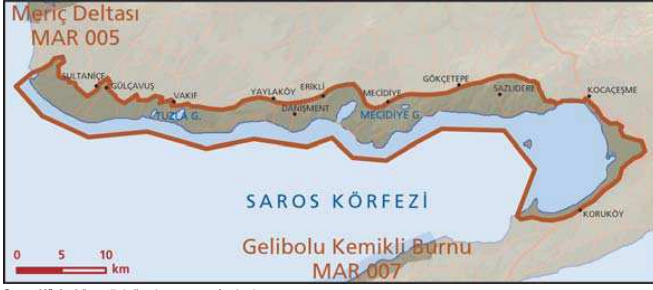 Meriç Deltası
MAR 005
SULTANİÇE
GÜLÇAVUŞ
VAKIF
TUZLA G.
YAYLAKÖY
ERİKLİ
DANİŞMENT
MECİDİYE
MECİDİYE G.
GÖKÇETEPE
SAZLIDERE
KOCAÇEŞME
SAROS KÖRFEZİ
KORUKÖY
Gelibolu Kemikli Burnu
MAR 007
0 5 10
km